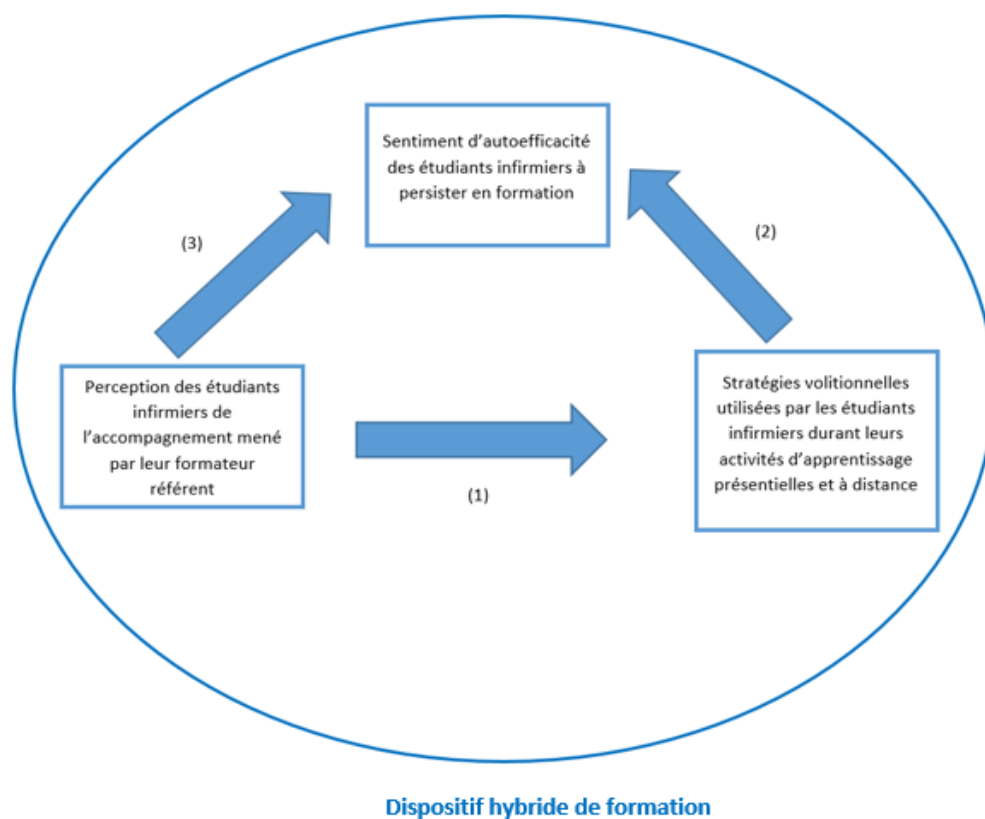 Sentiment d'autoefficacité
des étudiants infirmiers à
persister en formation
(3)
(2)
Perception des étudiants
infirmiers de
l'accompagnement mené
par leur formateur
référent
(1)
Stratégies volitionnelles
utilisées par les étudiants
infirmiers durant leurs
activités d'apprentissage
présentielles et à distance
Dispositif hybride de formation